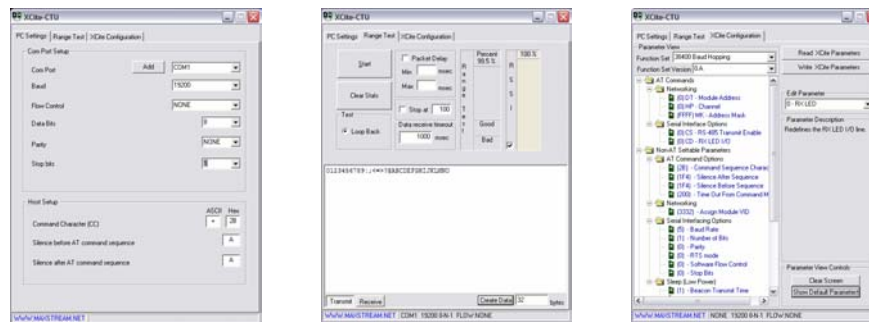 XCite-CTU
PC Settings Range Test XCite Configuration
Com Port Setup
Com Port Add COM1
Baud 19200
Flow Control NONE
Data Bits 8
Parity NONE
Stop bits
Host Setup
ASCII Hex
Command Character (CC) + 2B
Silence before AT command sequence A
Silence after AT command sequence A
WWW.MAXSTREAM.NET
XCite-CTU
PC Settings Range Test XCite Configuration
Start
Clear Stats
Test
Loop Back
Packet Delay
Min msec
Max msec
Stop at 100
Data receive timeout
1000 msec
Range Test
Percent
Good
Bad
RSSI
100%
Transmit Receive
Create Data 32 bytes
WWW.MAXSTREAM.NET COM1 19200 8-N-1 FLOW:NONE
XCite-CTU
PC Settings Range Test XCite Configuration
Parameter View
Function Set 38400 Baud Hopping
Function Set Version 0.A
AT Commands
Networking
(0) DT - Module Address
(0) HP - Channel
(FFFF) MK - Address Mask
Serial Interface Options
(0) CS - RS-485 Transmit Enable
(0) CD - RX LED I/O
Non-AT Settable Parameters
AT Command Options
(2B) - Command Sequence Charac
(1F4) - Silence After Sequence
(1F4) - Silence Before Sequence
(200) - Time Out From Command M
Networking
(3332) - Assign Module VID
Serial Interfacing Options
(5) - Baud Rate
(1) - Number of Bits
(0) - Parity
(0) - RTS mode
(0) - Software Flow Control
(0) - Stop Bits
Sleep (Low Power)
(1) - Beacon Transmit Time
Read XCite Parameters
Write XCite Parameters
Edit Parameter
0 - RX LED
Parameter Description
Redefines the RX LED I/O line.
Parameter View Controls
Clear Screen
Show Default Parameters
WWW.MAXSTREAM.NET NONE 19200 8-N-1 FLOW:NONE